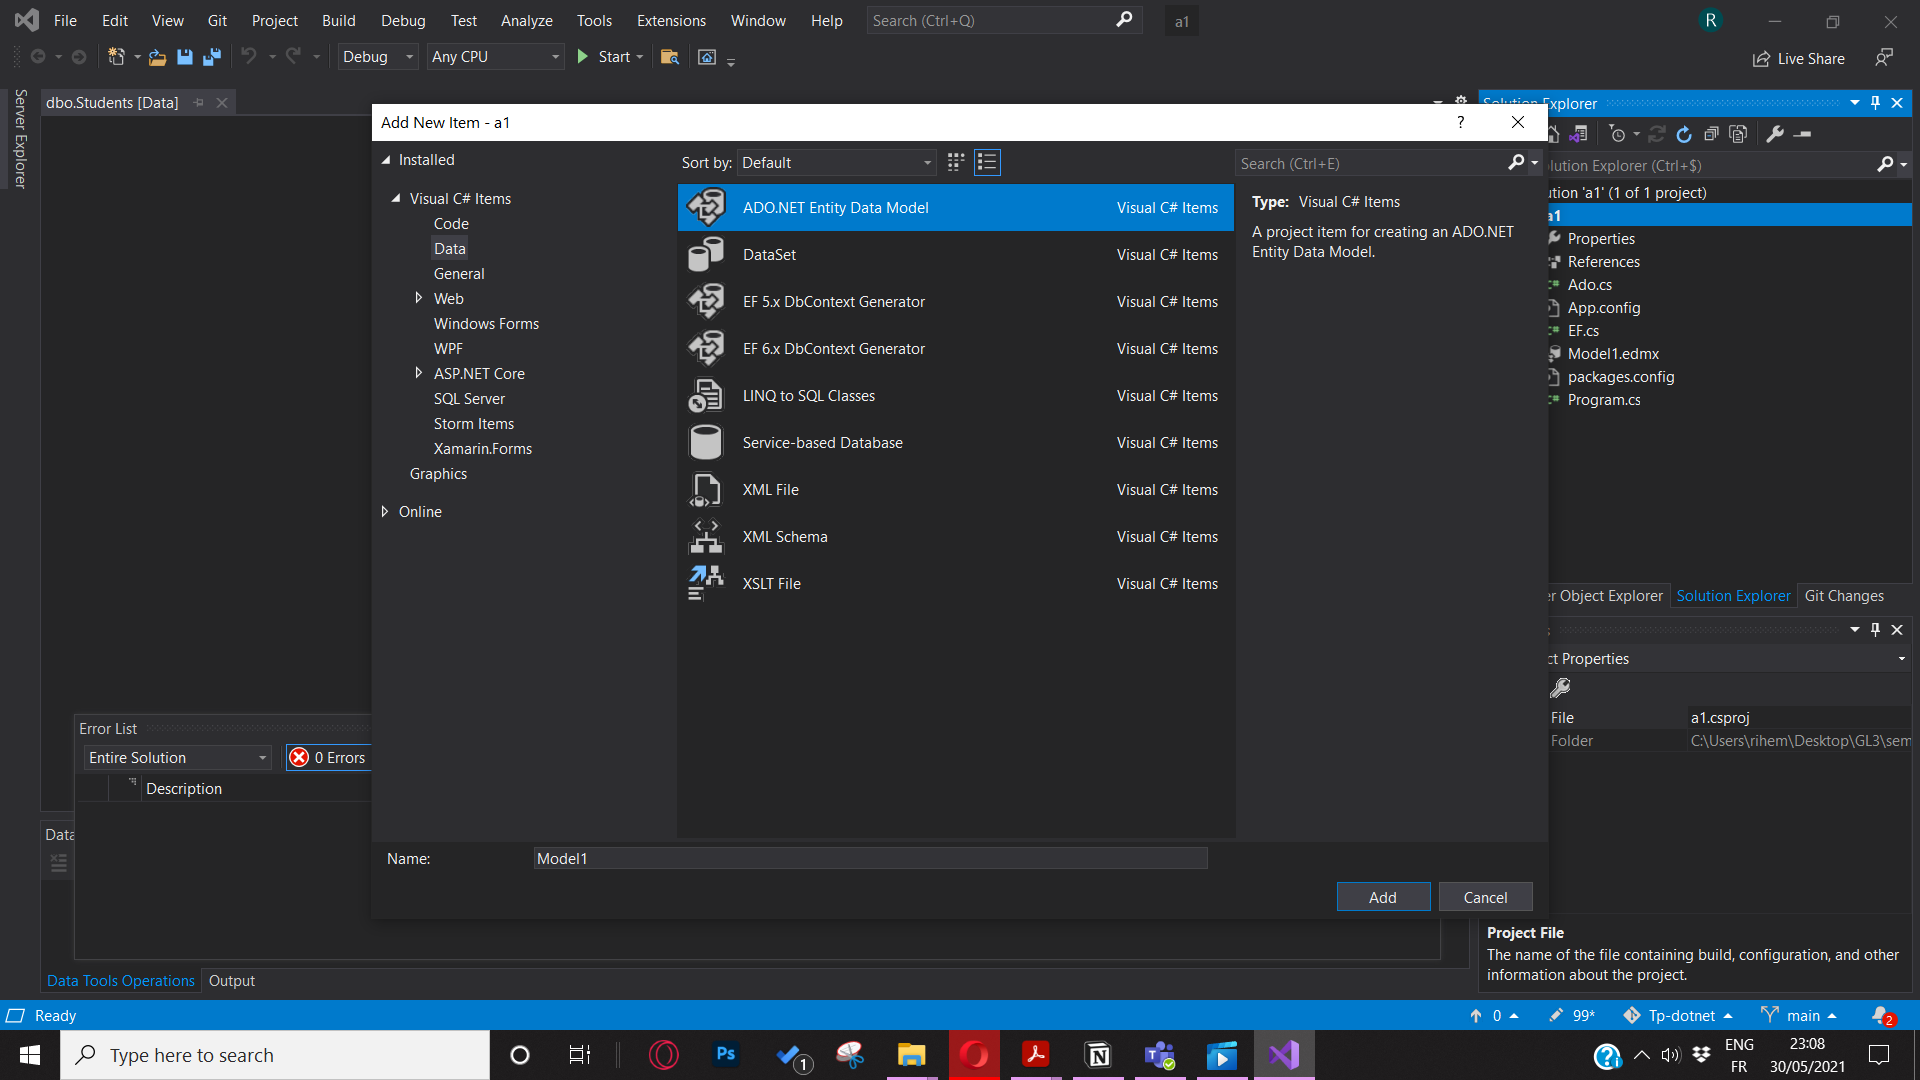 File Edit View Git Project Build Debug Test Analyze Tools Extensions Window Help Search (Ctrl+Q) a1 R
Debug Any CPU Start Live Share
Server Explorer
dbo.Students [Data]
Add New Item - a1 ?
Installed
Visual C# Items
Code
Data
General
Web
Windows Forms
WPF
ASP.NET Core
SQL Server
Storm Items
Xamarin.Forms
Graphics
Online
Sort by: Default
ADO.NET Entity Data Model Visual C# Items
DataSet Visual C# Items
EF 5.x DbContext Generator Visual C# Items
EF 6.x DbContext Generator Visual C# Items
LINQ to SQL Classes Visual C# Items
Service-based Database Visual C# Items
XML File Visual C# Items
XML Schema Visual C# Items
XSLT File Visual C# Items
Search (Ctrl+E)
Type: Visual C# Items
A project item for creating an ADO.NET
Entity Data Model.
Name: Model1
Add Cancel
Solution Explorer
olution Explorer (Ctrl+$)
ution 'a1' (1 of 1 project)
a1
Properties
References
Ado.cs
App.config
EF.cs
Model1.edmx
packages.config
Program.cs
er Object Explorer Solution Explorer Git Changes
ct Properties
File a1.csproj
Folder C:\Users\rihem\Desktop\GL3\sem
Project File
The name of the file containing build, configuration, and other
information about the project.
Error List
Entire Solution 0 Errors
Description
Data
Data Tools Operations Output
Ready 0 99* Tp-dotnet main 2
Type here to search Ps 1 ENG FR 23:08 30/05/2021